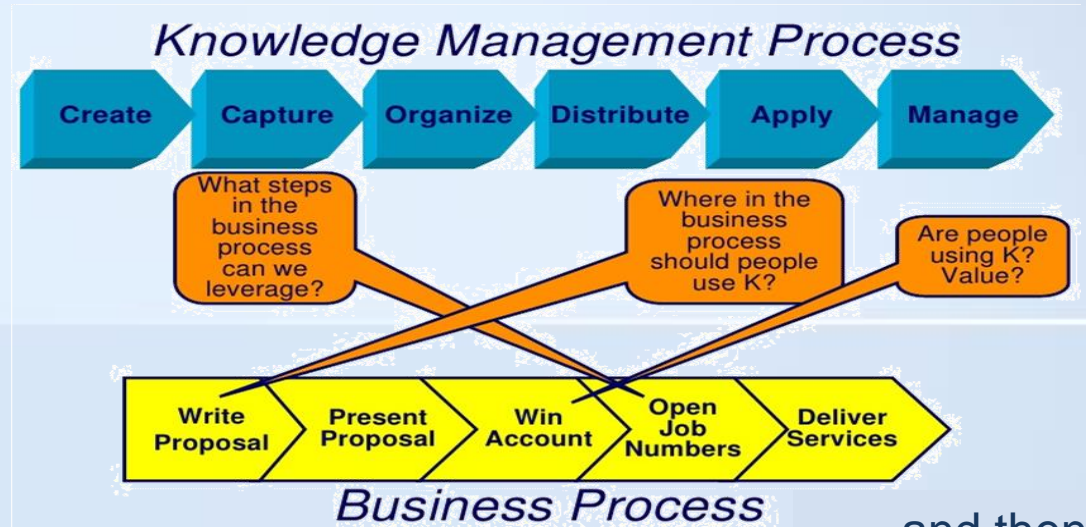 Knowledge Management Process
Create
Capture
Organize
Distribute
Apply
Manage
What steps
in the
business
process
can we
leverage?
Where in the
business
process
should people
use K?
Are people
using K?
Value?
Write
Proposal
Present
Proposal
Win
Account
Open
Job
Numbers
Deliver
Services
Business Process